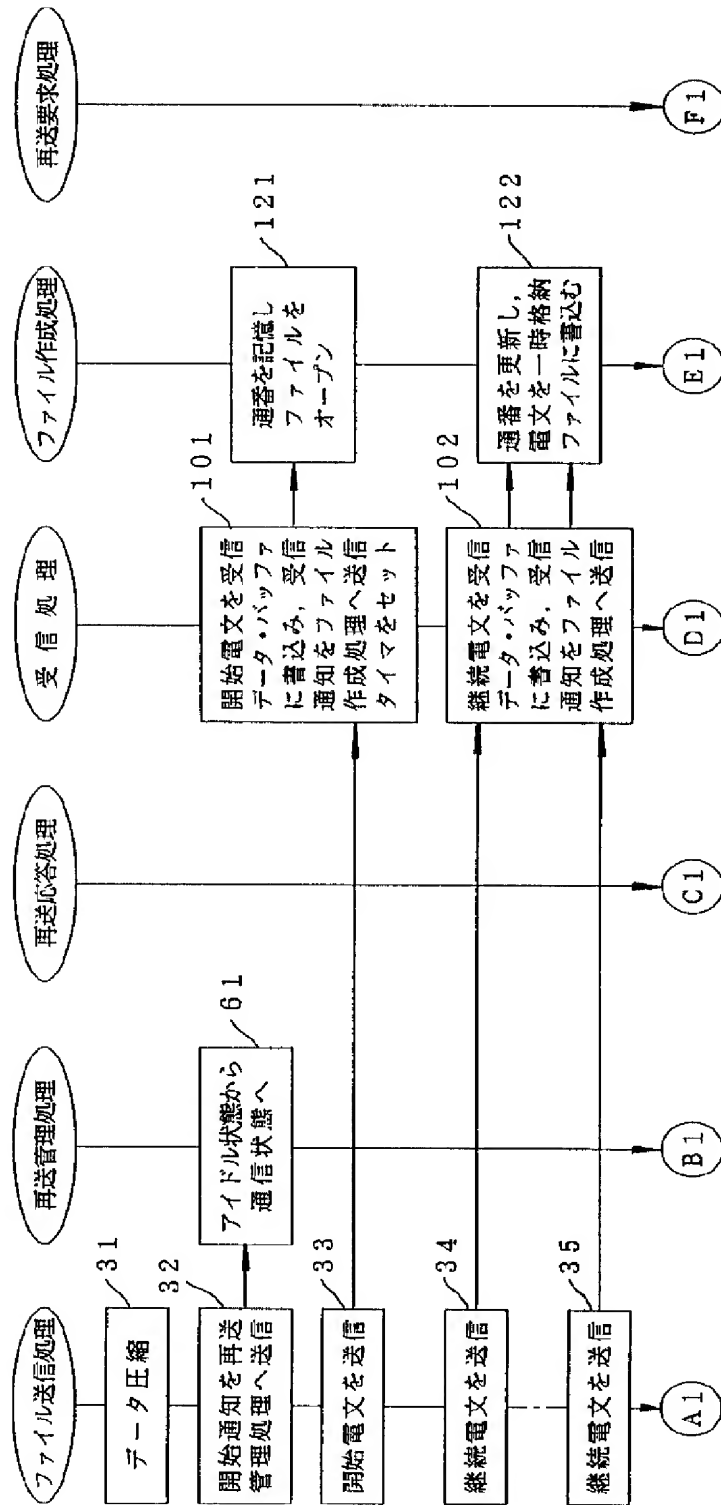 ファイル送信処理
31
データ圧縮
32
開始通知を再送
管理処理へ送信
33
開始電文を送信
34
継続電文を送信
35
継続電文を送信
A1
再送管理処理
61
アイドル状態から
通信状態へ
B1
再送応答処理
C1
受信処理
101
開始電文を受信
データ・バッファ
に書込み,受信
通知をファイル
作成処理へ送信
タイマをセット
102
継続電文を受信
データ・バッファ
に書込み,受信
通知をファイル
作成処理へ送信
D1
ファイル作成処理
121
通番を記憶し
ファイルを
オープン
122
通番を更新し,
電文を一時格納
ファイルに書込む
E1
再送要求処理
F1